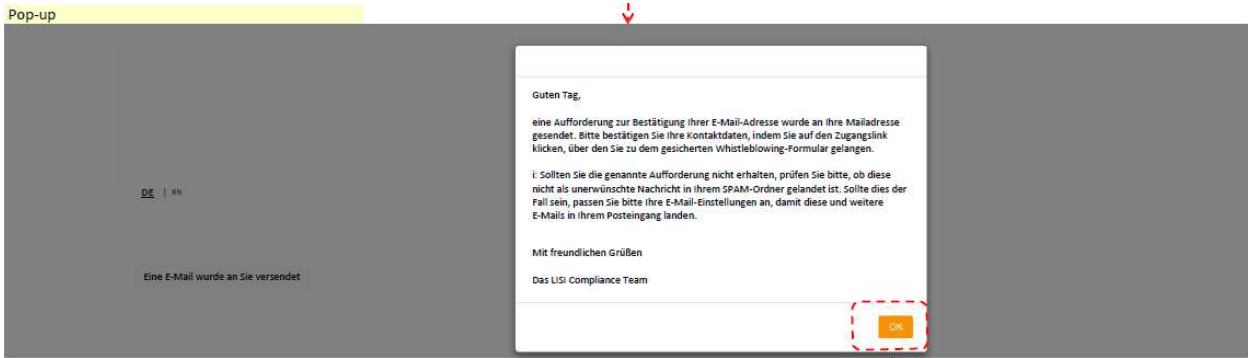 Pop-up
Guten Tag,
eine Aufforderung zur Bestätigung Ihrer E-Mail-Adresse wurde an Ihre Mailadresse
gesendet. Bitte bestätigen Sie Ihre Kontaktdaten, indem Sie auf den Zugangslink
klicken, über den Sie zu dem gesicherten Whistleblowing-Formular gelangen.
i: Sollten Sie die genannte Aufforderung nicht erhalten, prüfen Sie bitte, ob diese
nicht als unerwünschte Nachricht in Ihrem SPAM-Ordner gelandet ist. Sollte dies der
Fall sein, passen Sie bitte Ihre E-Mail-Einstellungen an, damit diese und weitere
E-Mails in Ihrem Posteingang landen.
Mit freundlichen Grüßen
Das LISI Compliance Team
OK
DE |
Eine E-Mail wurde an Sie versendet